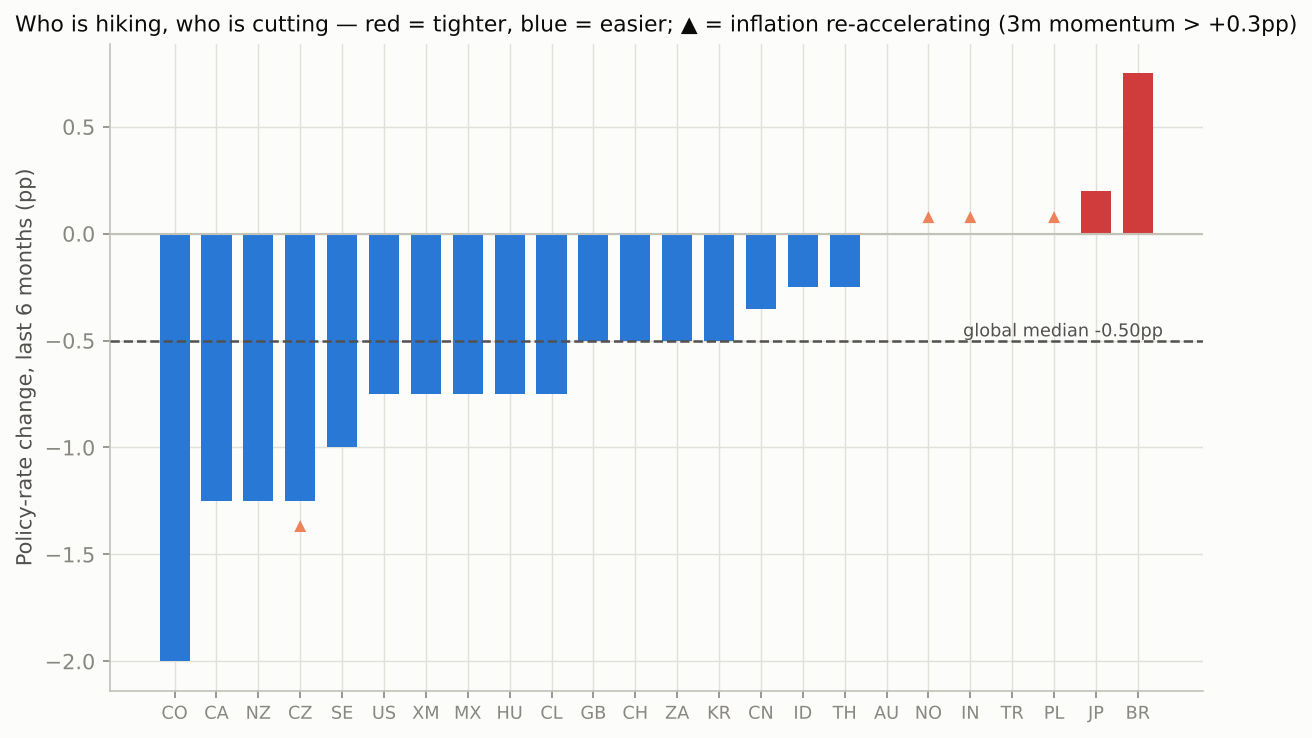 Who is hiking, who is cutting — red = tighter, blue = easier; ▲ = inflation re-accelerating (3m momentum > +0.3pp)
Policy-rate change, last 6 months (pp)
0.5
0.0
−0.5
−1.0
−1.5
−2.0
global median -0.50pp
CO CA NZ CZ SE US XM MX HU CL GB CH ZA KR CN ID TH AU NO IN TR PL JP BR